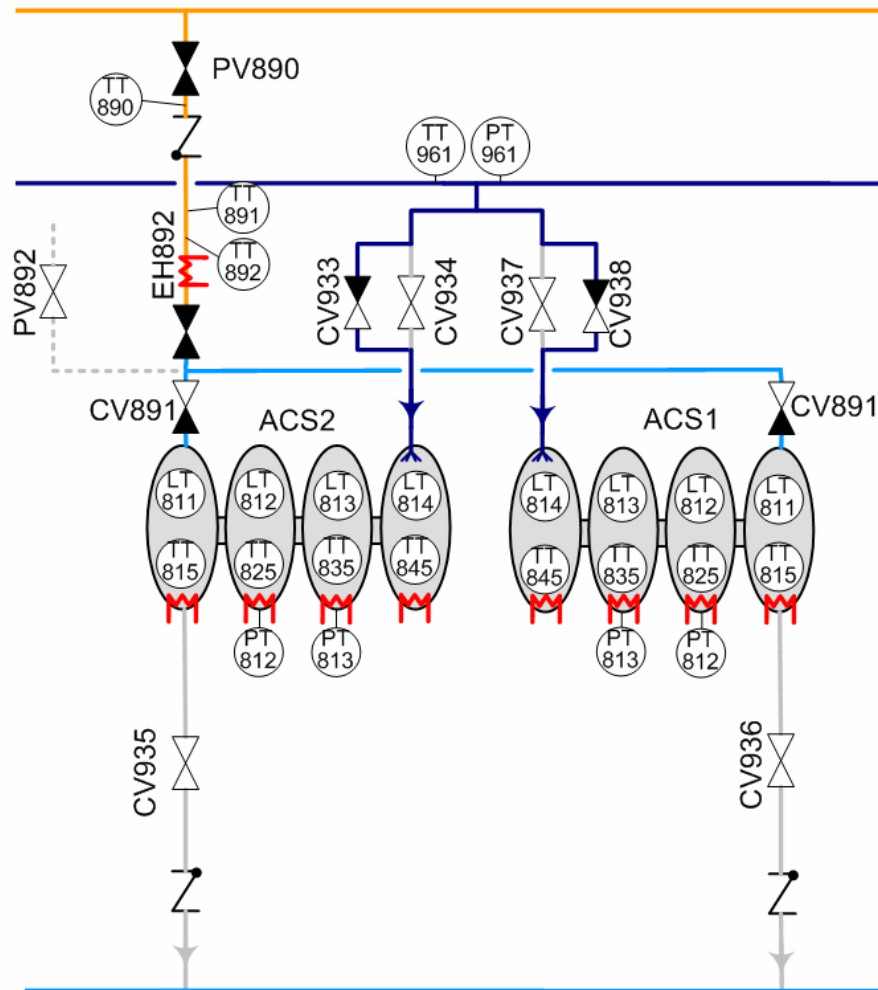 PV890
TT
890
TT
961
PT
961
TT
891
TT
892
EH892
PV892
CV933
CV934
CV937
CV938
CV891
ACS2
ACS1
CV891
LT
811
LT
812
LT
813
LT
814
LT
814
LT
813
LT
812
LT
811
TT
815
TT
825
TT
835
TT
845
TT
845
TT
835
TT
825
TT
815
PT
812
PT
813
PT
813
PT
812
CV935
CV936